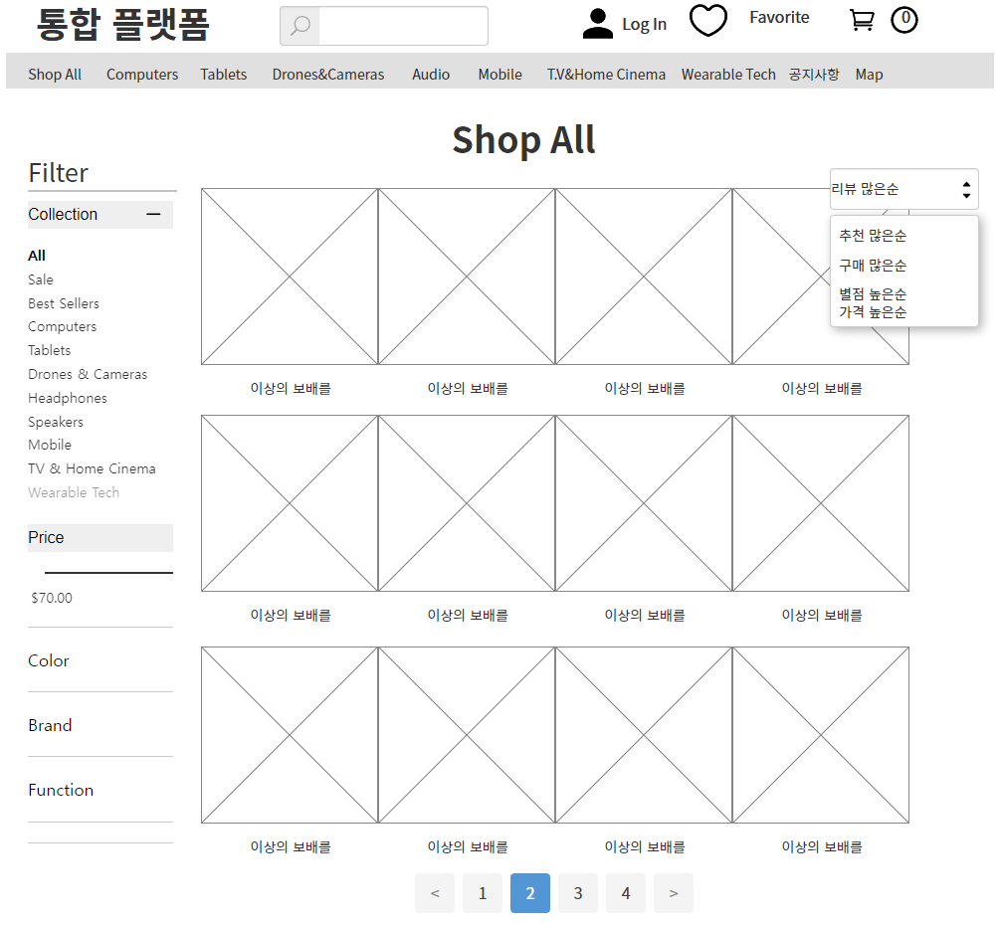 통합 플랫폼
Log In
Favorite
0
Shop All Computers Tablets Drones&Cameras Audio Mobile T.V&Home Cinema Wearable Tech 공지사항 Map
Shop All
Filter
Collection
All
Sale
Best Sellers
Computers
Tablets
Drones & Cameras
Headphones
Speakers
Mobile
TV & Home Cinema
Wearable Tech
Price
$70.00
Color
Brand
Function
리뷰 많은순
추천 많은순
구매 많은순
별점 높은순
가격 높은순
이상의 보배를 이상의 보배를 이상의 보배를 이상의 보배를
이상의 보배를 이상의 보배를 이상의 보배를 이상의 보배를
이상의 보배를 이상의 보배를 이상의 보배를 이상의 보배를
< 1 2 3 4 >